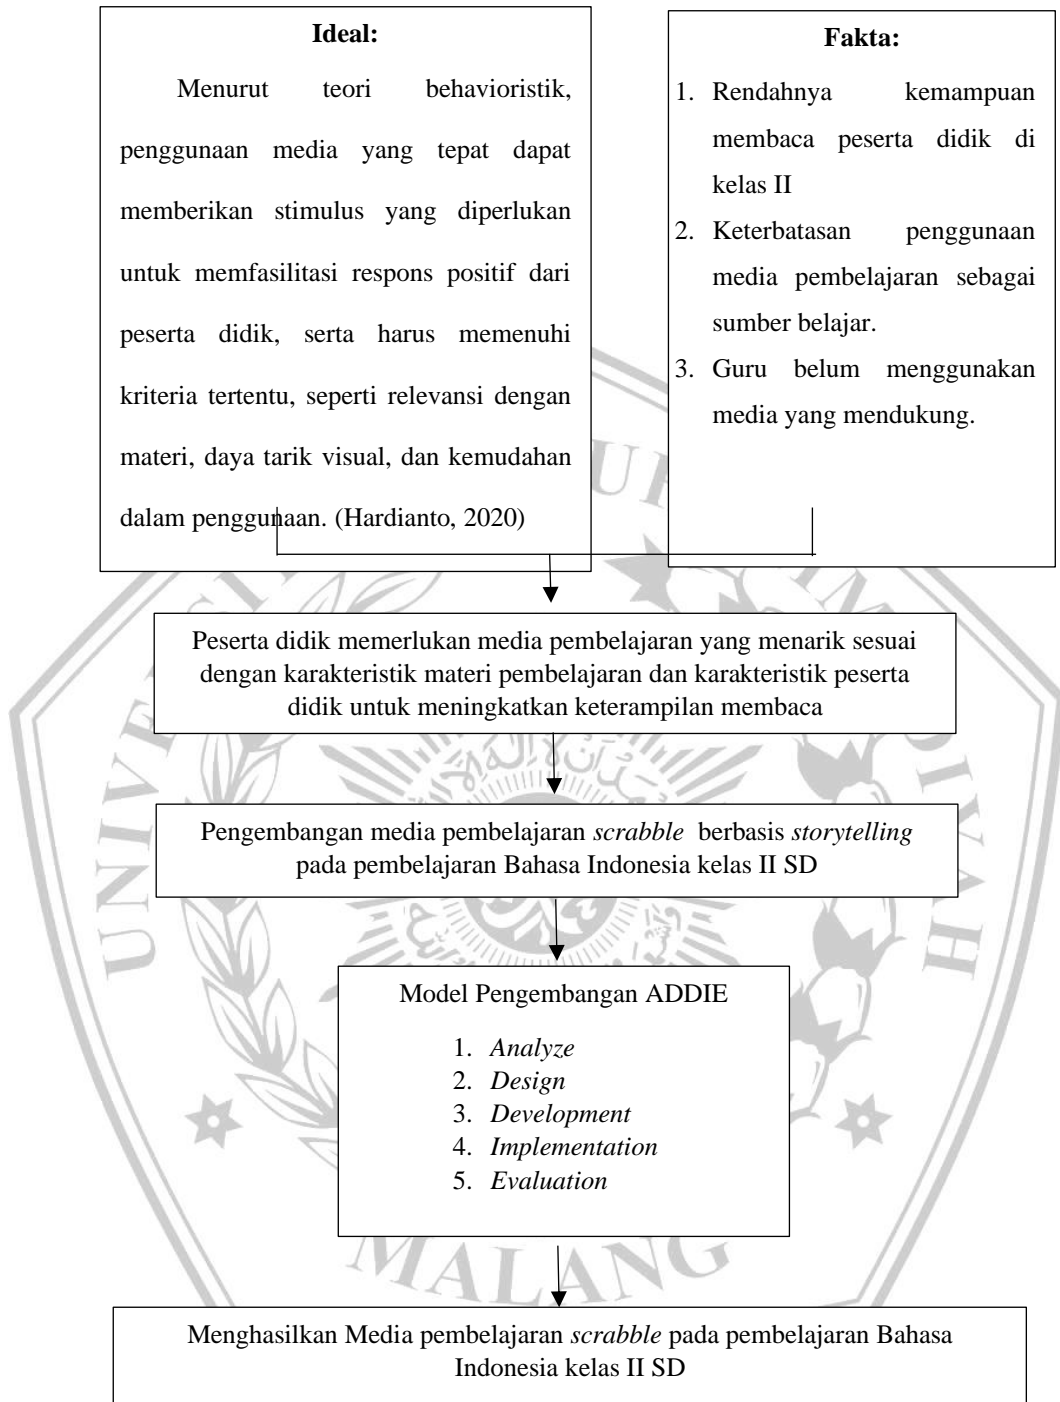 Ideal:
Menurut teori behavioristik,
penggunaan media yang tepat dapat
memberikan stimulus yang diperlukan
untuk memfasilitasi respons positif dari
peserta didik, serta harus memenuhi
kriteria tertentu, seperti relevansi dengan
materi, daya tarik visual, dan kemudahan
dalam penggunaan. (Hardianto, 2020)
Fakta:
1. Rendahnya kemampuan
membaca peserta didik di
kelas II
2. Keterbatasan penggunaan
media pembelajaran sebagai
sumber belajar.
3. Guru belum menggunakan
media yang mendukung.
Peserta didik memerlukan media pembelajaran yang menarik sesuai
dengan karakteristik materi pembelajaran dan karakteristik peserta
didik untuk meningkatkan keterampilan membaca
Pengembangan media pembelajaran scrabble berbasis storytelling
pada pembelajaran Bahasa Indonesia kelas II SD
Model Pengembangan ADDIE
1. Analyze
2. Design
3. Development
4. Implementation
5. Evaluation
MALANG
Menghasilkan Media pembelajaran scrabble pada pembelajaran Bahasa
Indonesia kelas II SD